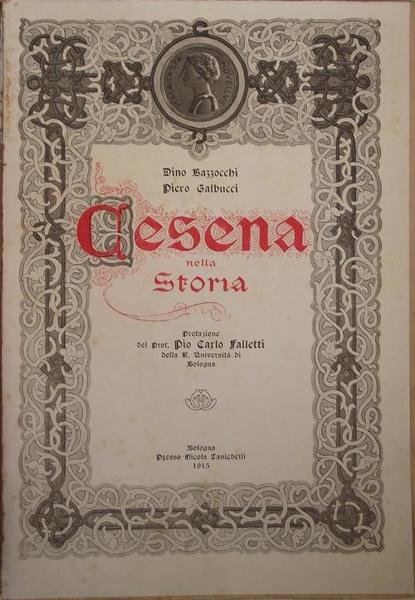 Dino Bazzocchi
Piero Galbucci
Cesena
nella
Storia
Prefazione
del Prof. Pio Carlo Falletti
della R. Università di
Bologna
Bologna
Presso Nicola Zanichelli
1915